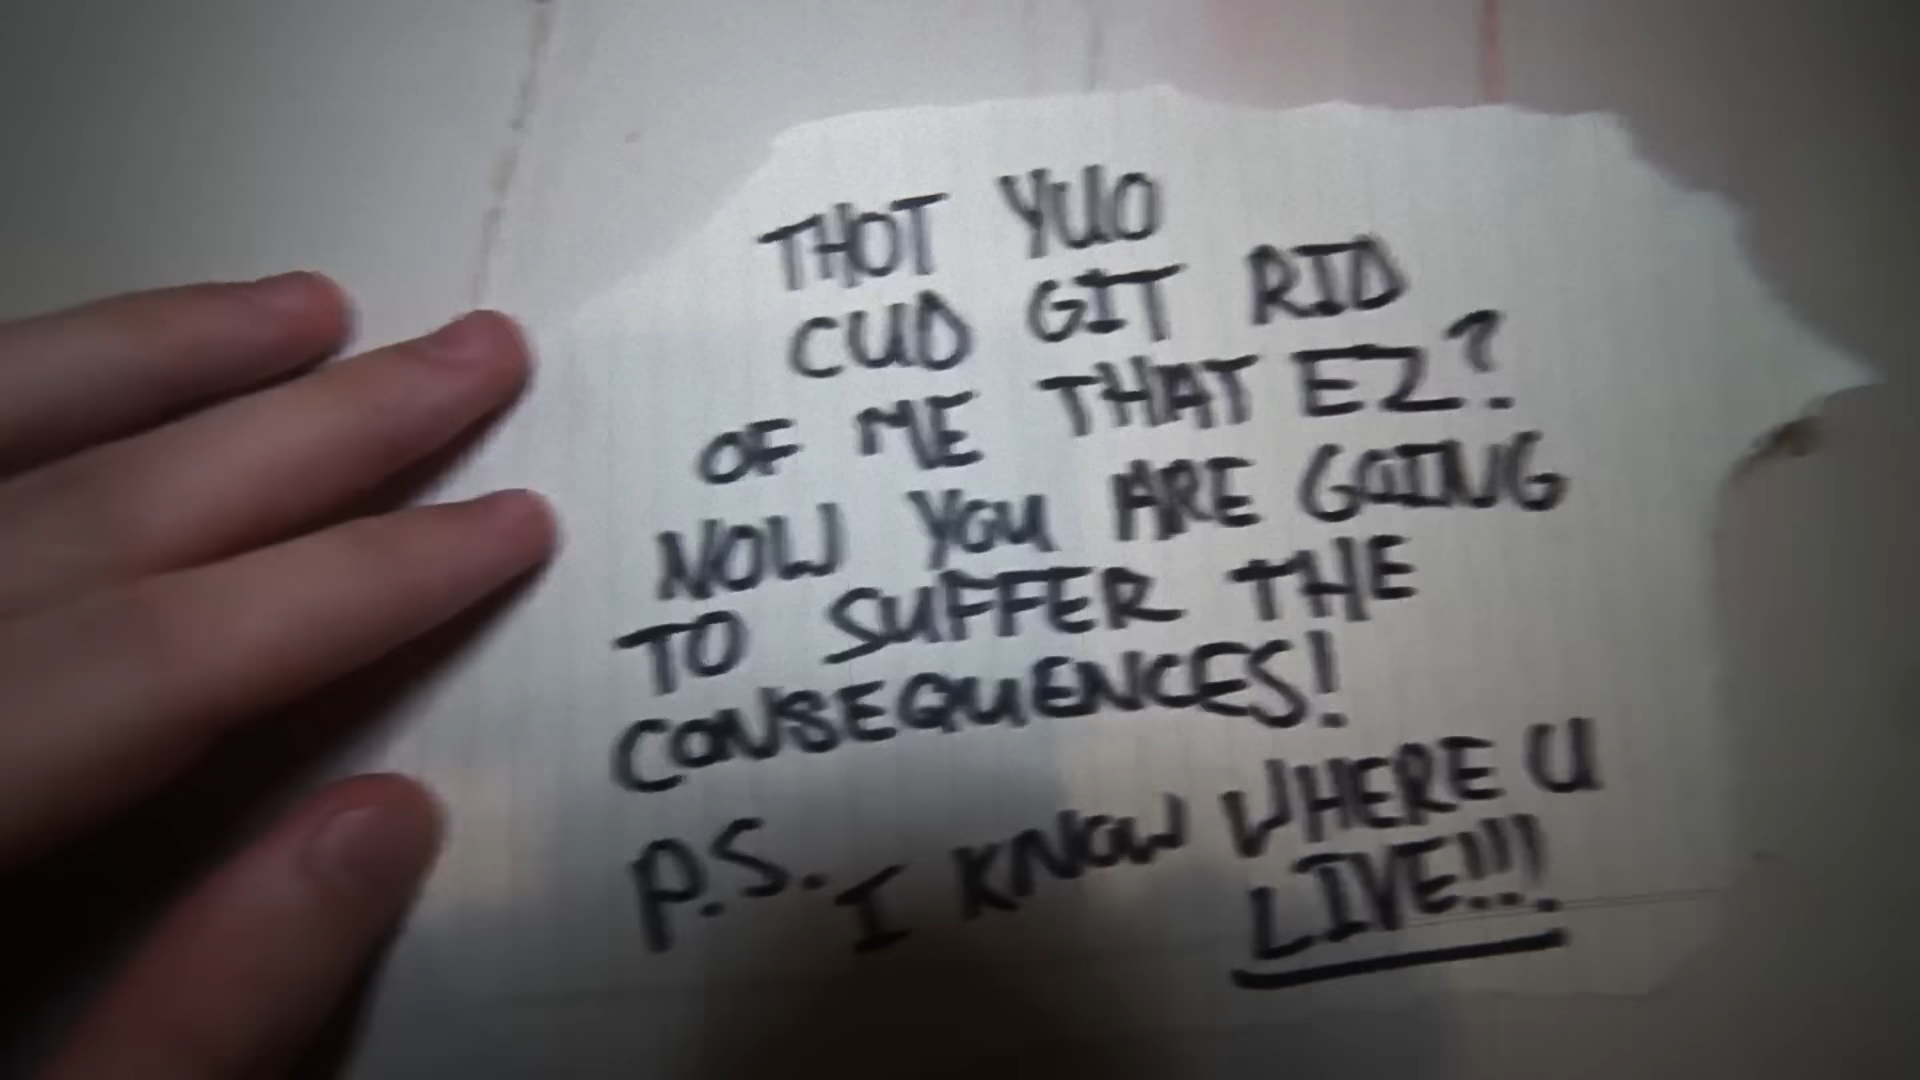 THOT YUO
CUD GIT RID
OF ME THAT EZ?
NOW YOU ARE GOING
TO SUFFER THE
CONSEQUENCES!
P.S. I KNOW WHERE U
LIVE!!!